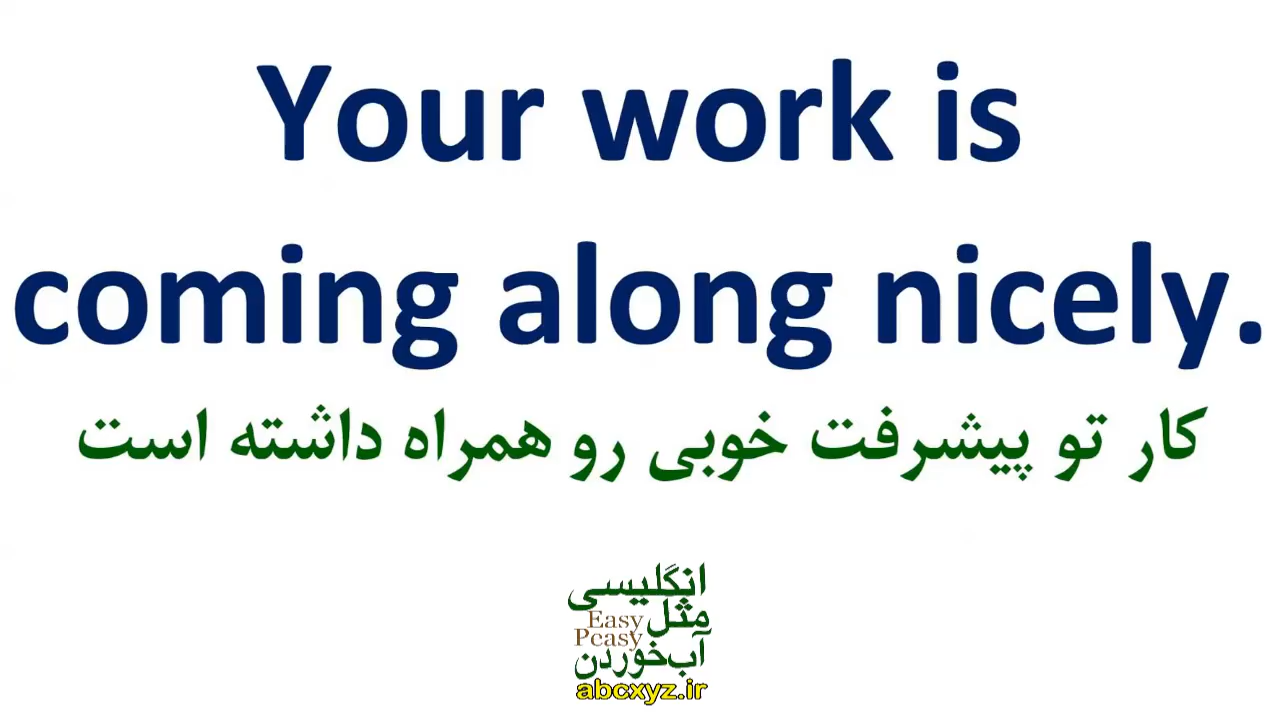 Your work is
coming along nicely.
کار تو پیشرفت خوبی رو همراه داشته است
انگلیسی
مثل
Easy
Peasy
آب‌خوردن
abcxyz.ir